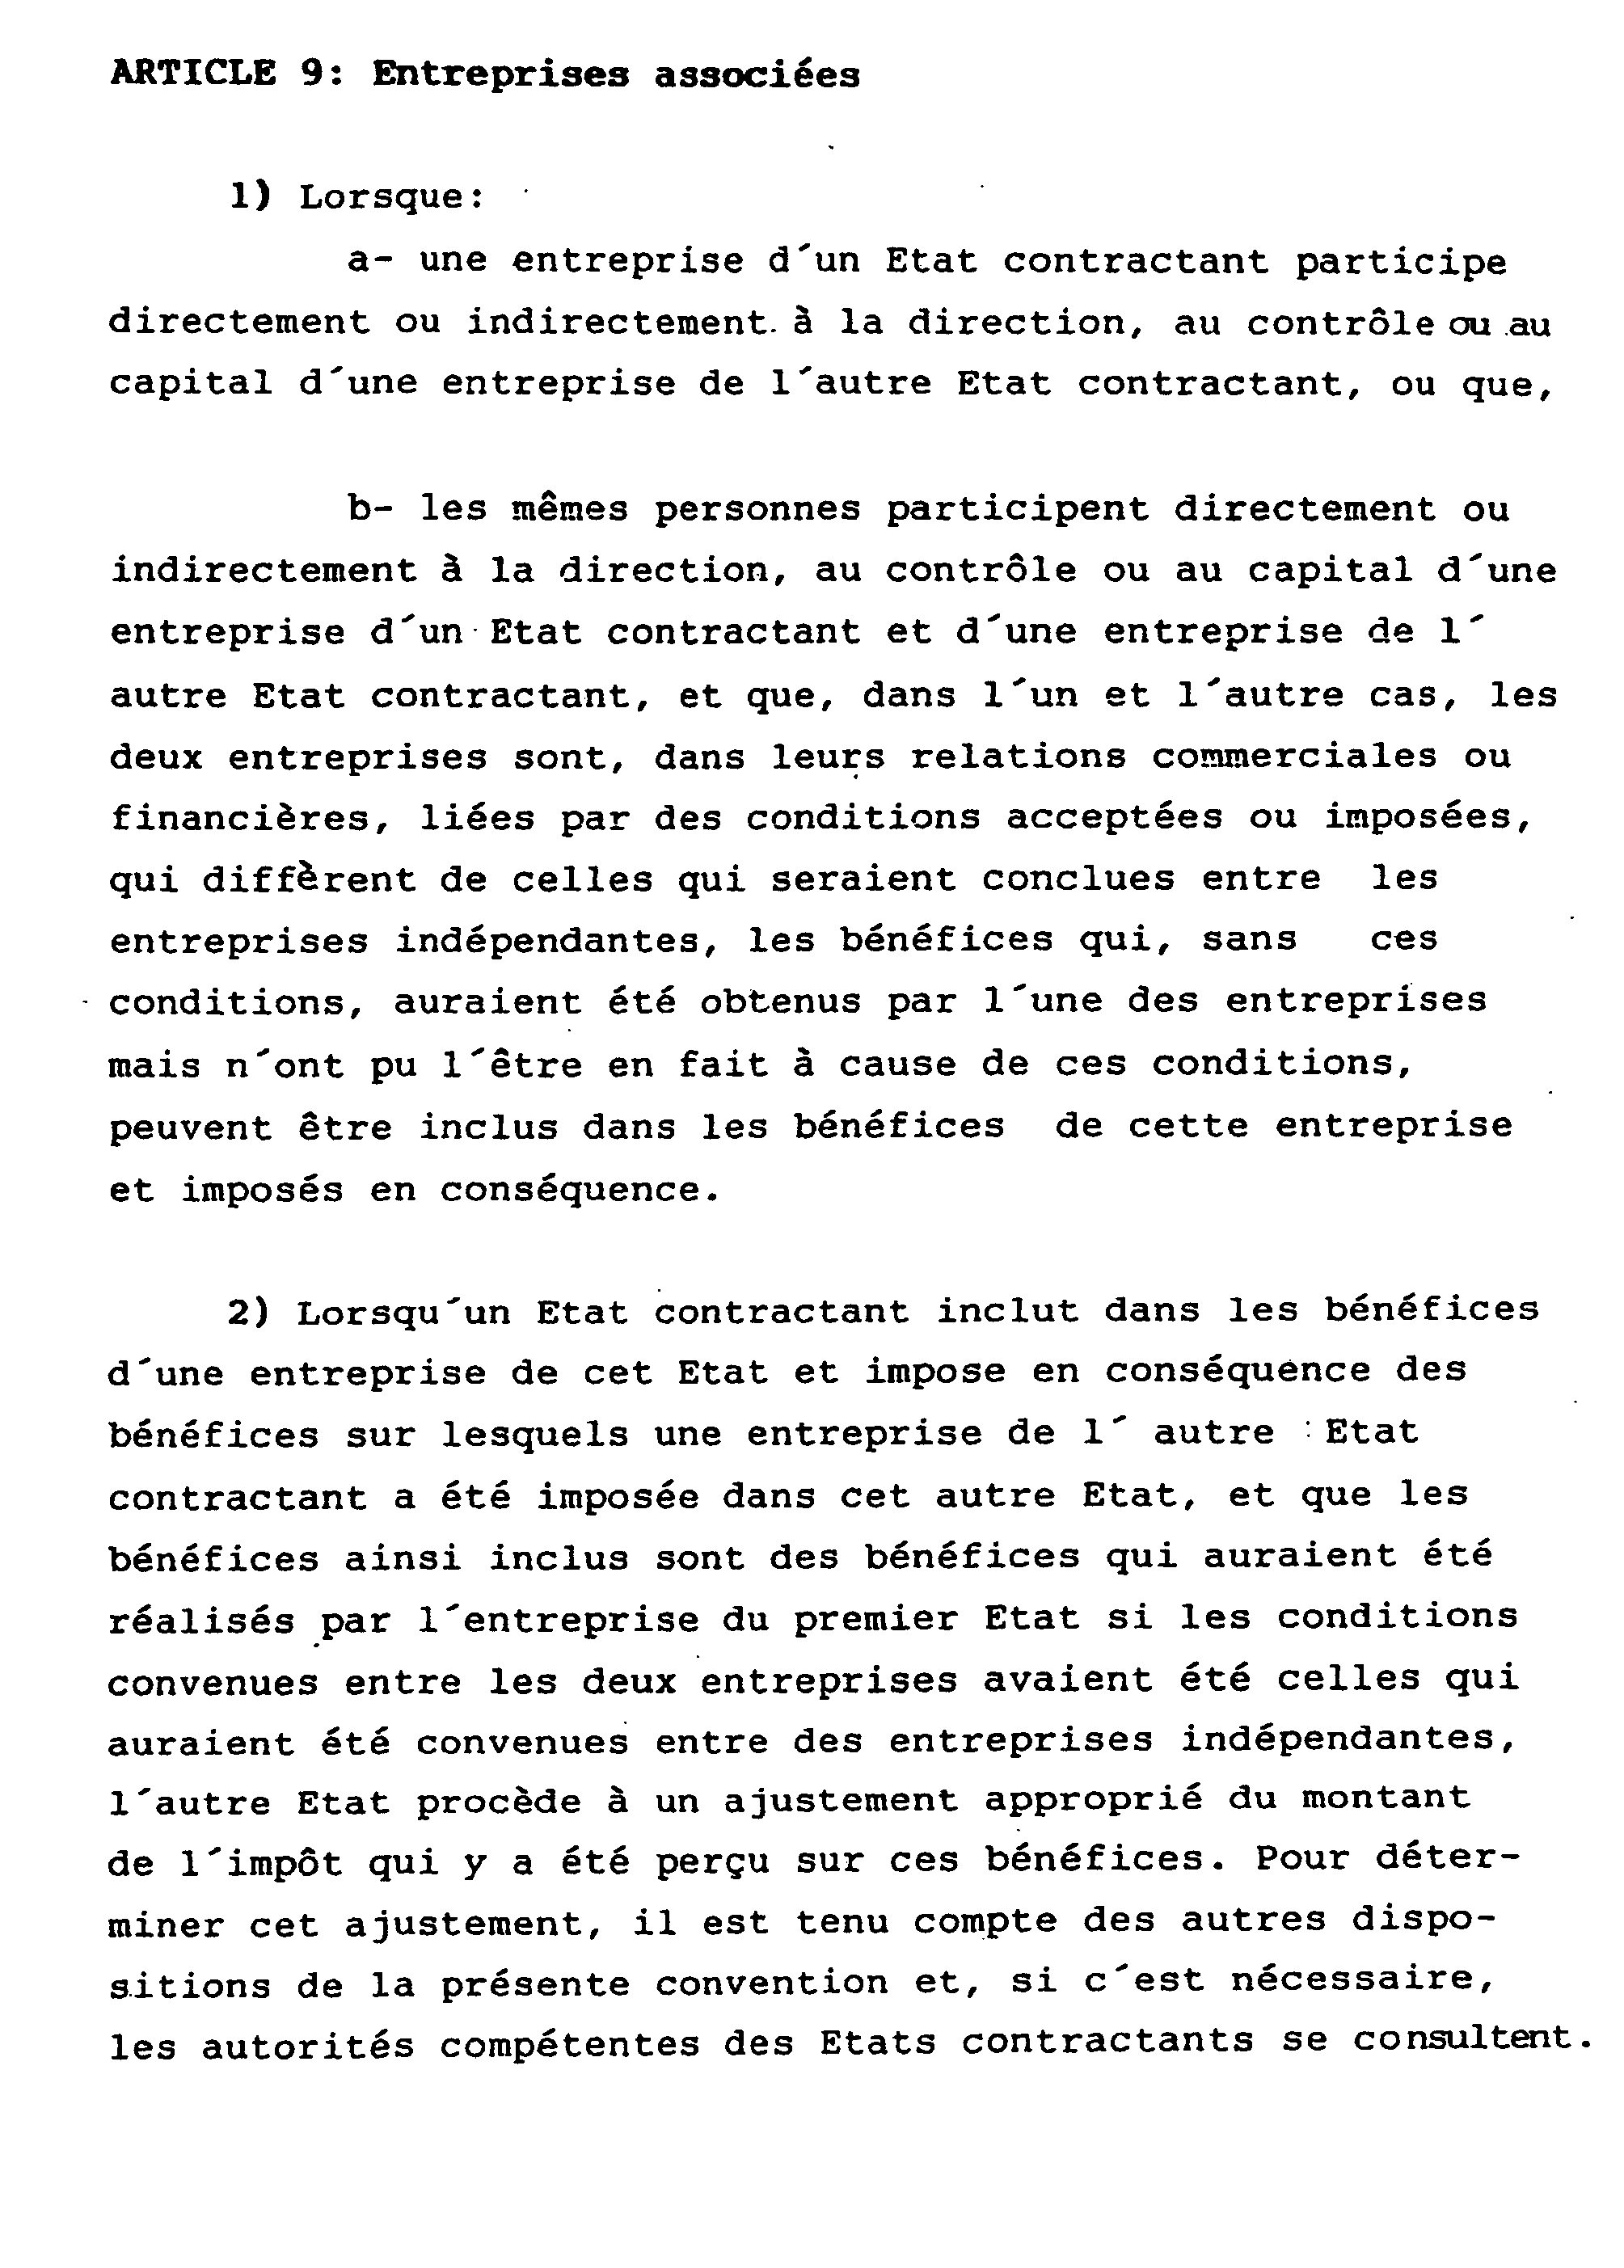 ARTICLE 9: Entreprises associées
1) Lorsque:
a- une entreprise d´un Etat contractant participe
directement ou indirectement à la direction, au contrôle ou au
capital d´une entreprise de l´autre Etat contractant, ou que,
b- les mêmes personnes participent directement ou
indirectement à la direction, au contrôle ou au capital d´une
entreprise d´un Etat contractant et d´une entreprise de l´
autre Etat contractant, et que, dans l´un et l´autre cas, les
deux entreprises sont, dans leurs relations commerciales ou
financières, liées par des conditions acceptées ou imposées,
qui diffèrent de celles qui seraient conclues entre les
entreprises indépendantes, les bénéfices qui, sans ces
conditions, auraient été obtenus par l´une des entreprises
mais n´ont pu l´être en fait à cause de ces conditions,
peuvent être inclus dans les bénéfices de cette entreprise
et imposés en conséquence.
2) Lorsqu´un Etat contractant inclut dans les bénéfices
d´une entreprise de cet Etat et impose en conséquence des
bénéfices sur lesquels une entreprise de l´ autre Etat
contractant a été imposée dans cet autre Etat, et que les
bénéfices ainsi inclus sont des bénéfices qui auraient été
réalisés par l´entreprise du premier Etat si les conditions
convenues entre les deux entreprises avaient été celles qui
auraient été convenues entre des entreprises indépendantes,
l´autre Etat procède à un ajustement approprié du montant
de l´impôt qui y a été perçu sur ces bénéfices. Pour déter-
miner cet ajustement, il est tenu compte des autres dispo-
sitions de la présente convention et, si c´est nécessaire,
les autorités compétentes des Etats contractants se consultent.